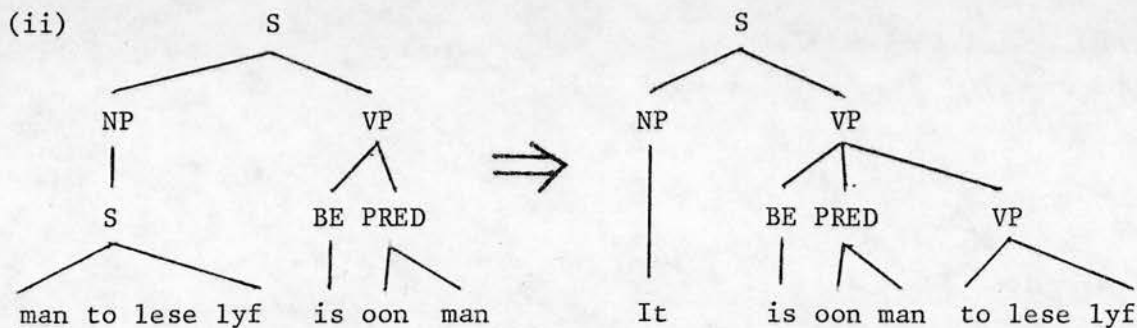 (ii) S S
NP VP NP VP
S BE PRED BE PRED VP
man to lese lyf is oon man It is oon man to lese lyf